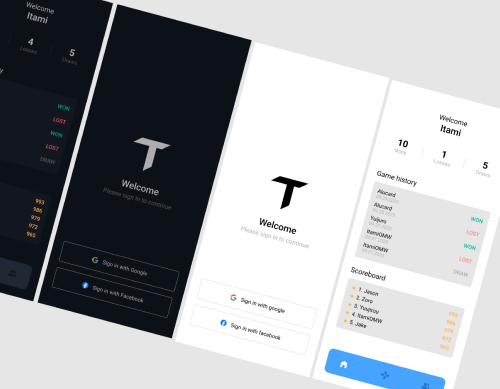 Welcome
Itami
4
Losses
5
Draws
WON
LOST
WON
LOST
DRAW
993
986
979
972
965
Welcome
Please sign in to continue
Sign in with Google
Sign in with Facebook
Welcome
Please sign in to continue
Sign in with google
Sign in with facebook
Welcome
Itami
10
Wins
1
Losses
5
Draws
Game history
Alucard
WON
Alucard
LOST
Yuijiro
WON
ItamiOMW
LOST
ItamiOMW
DRAW
Scoreboard
1. Jason
993
2. Zoro
986
3. Yuujirou
979
4. ItamiOMW
972
5. Jake
965